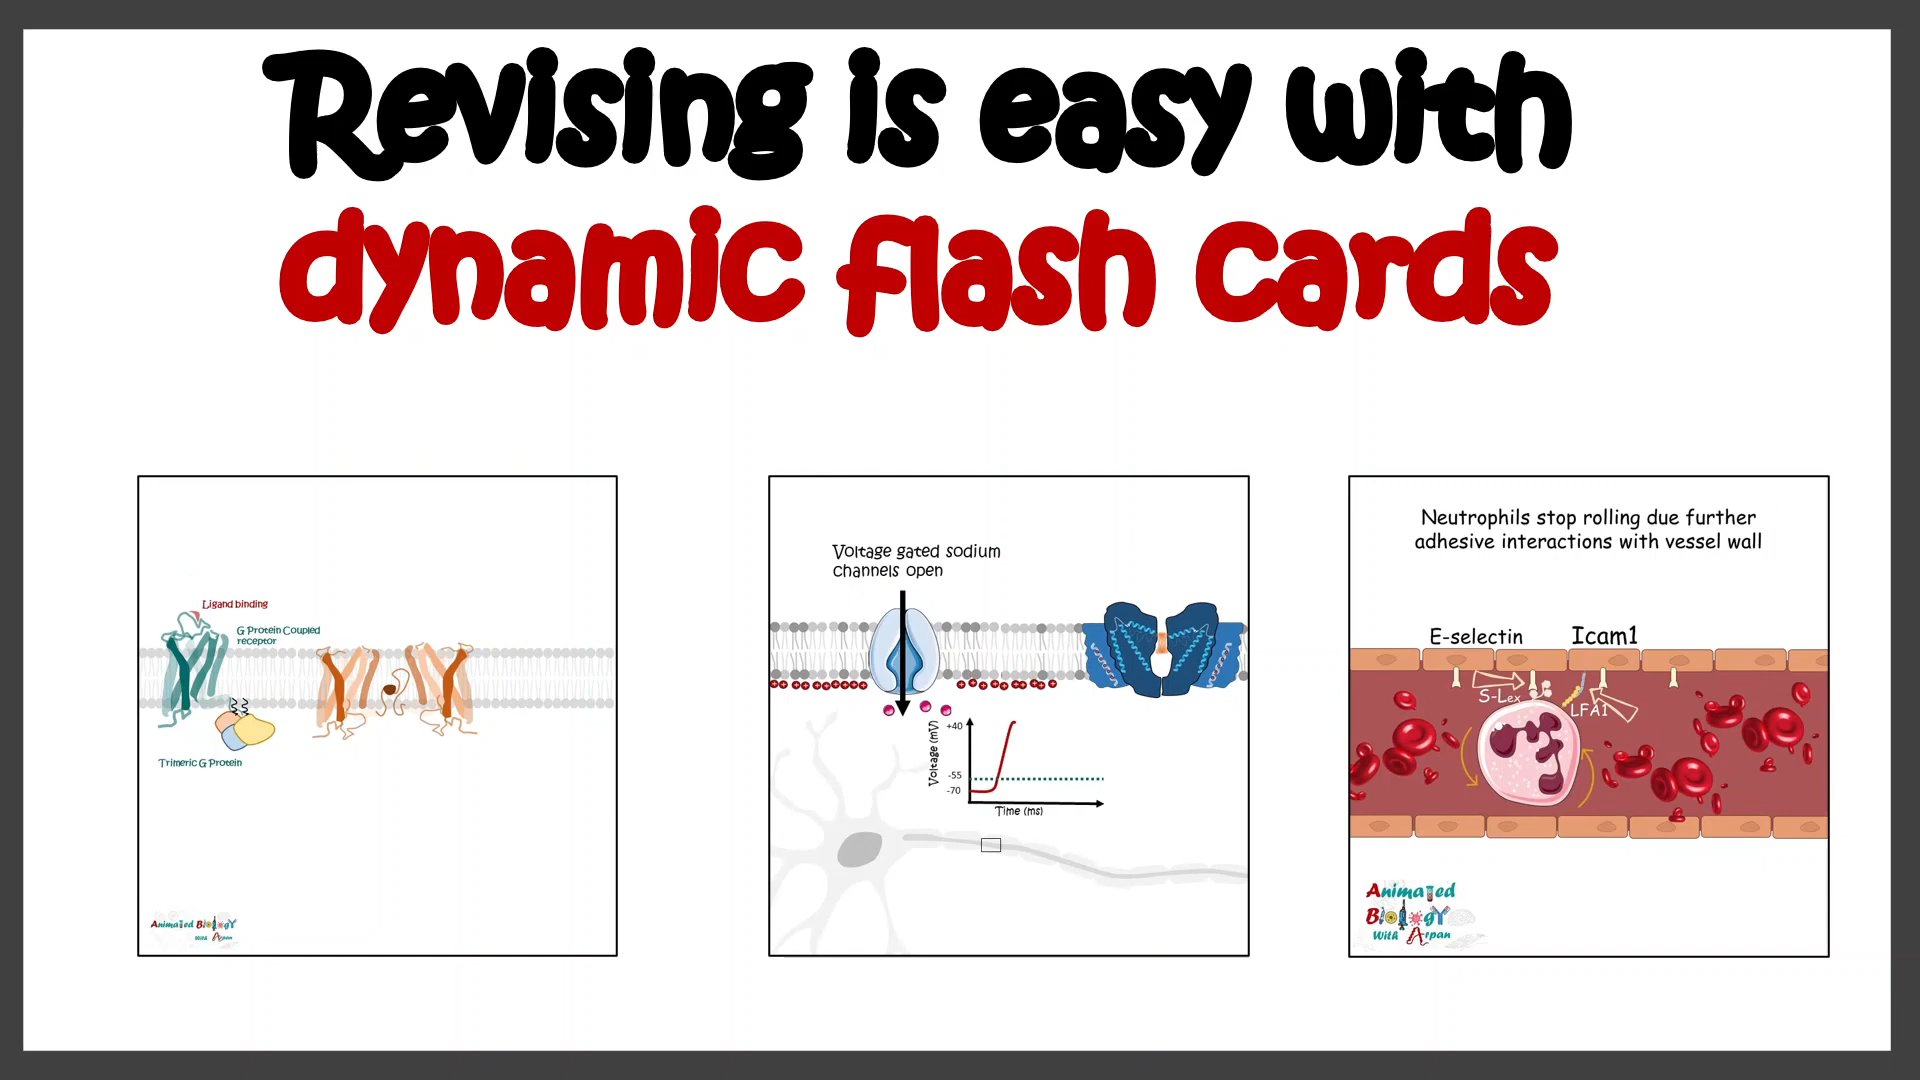 Revising is easy with
dynamic flash cards
Ligand binding
G Protein Coupled
receptor
Trimeric G Protein
Animated Biology
With Arpan
Voltage gated sodium
channels open
Voltage (mV)
+40
-55
-70
Time (ms)
Neutrophils stop rolling due further
adhesive interactions with vessel wall
E-selectin
Icam1
S-Lex
LFA1
Animated
Biology
With Arpan